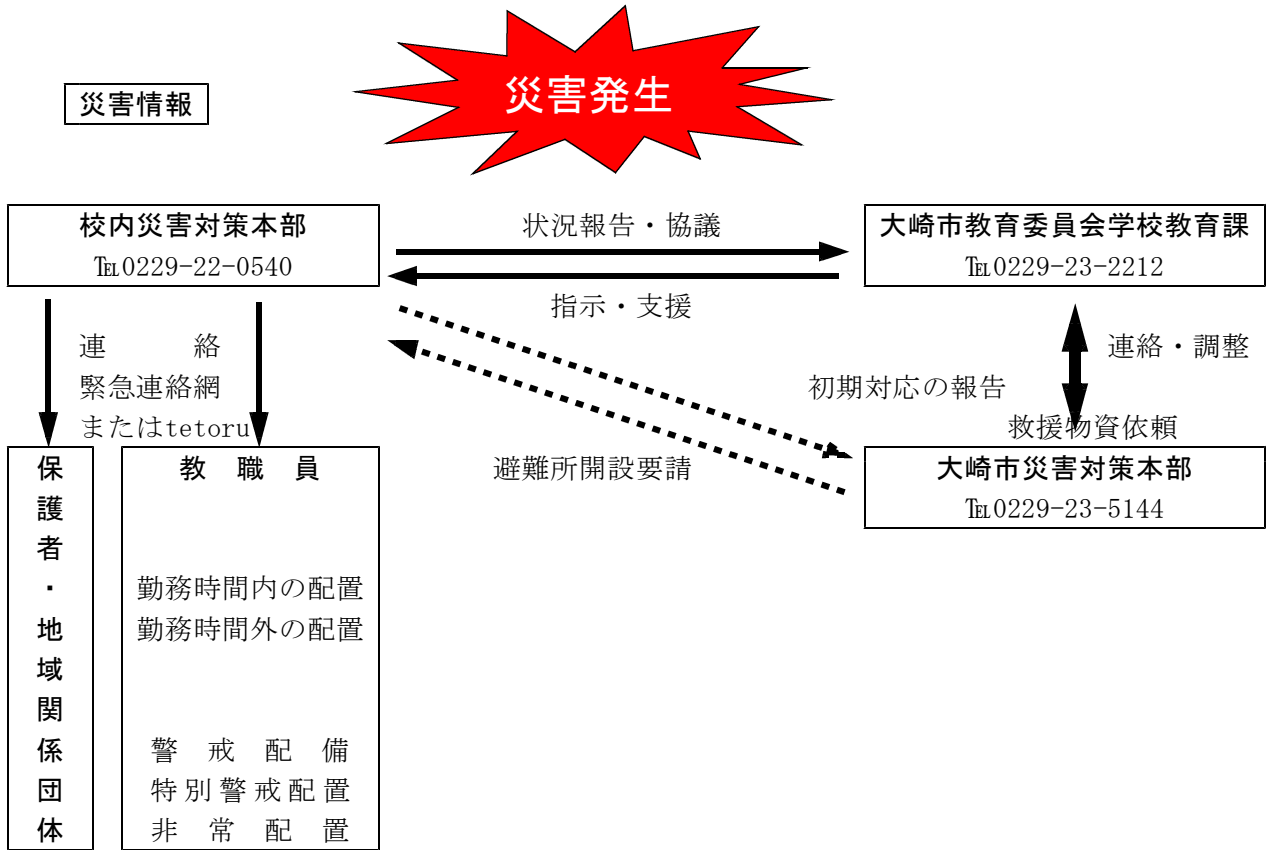 災害発生
災害情報
校内災害対策本部
℡0229-22-0540
状況報告・協議
指示・支援
大崎市教育委員会学校教育課
℡0229-23-2212
連　　絡
緊急連絡網
またはtetoru
連絡・調整
初期対応の報告
救援物資依頼
避難所開設要請
大崎市災害対策本部
℡0229-23-5144
保護者・地域関係団体
教　職　員
勤務時間内の配置
勤務時間外の配置
警　戒　配　備
特別警戒配置
非　常　配　置